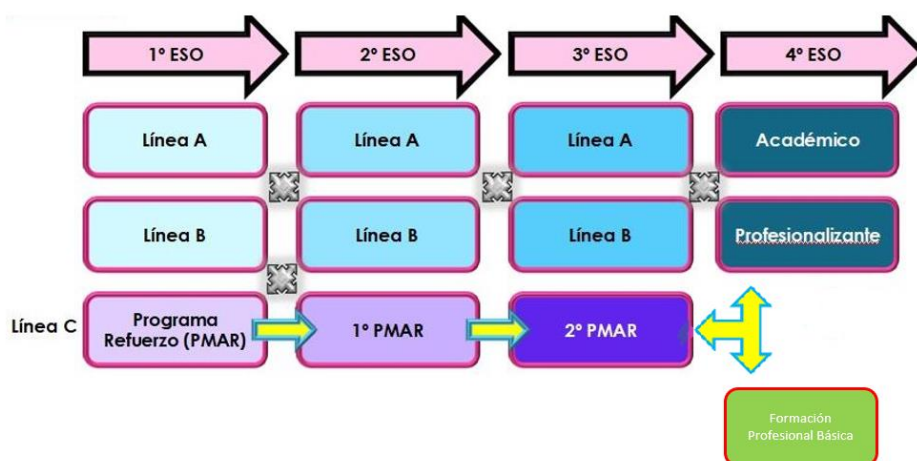 1º ESO
2º ESO
3º ESO
4º ESO
Línea A
Línea A
Línea A
Académico
Línea B
Línea B
Línea B
Profesionalizante
Línea C
Programa
Refuerzo (PMAR)
1º PMAR
2º PMAR
Formación
Profesional Básica